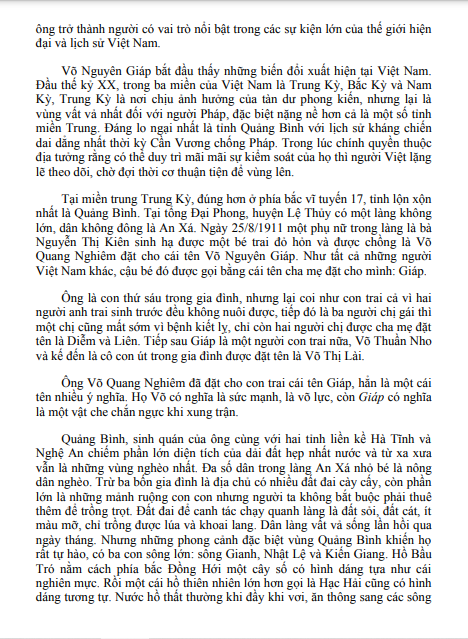 ông trở thành người có vai trò nổi bật trong các sự kiện lớn của thế giới hiện
đại và lịch sử Việt Nam.
Võ Nguyên Giáp bắt đầu thấy những biến đổi xuất hiện tại Việt Nam.
Đầu thế kỷ XX, trong ba miền của Việt Nam là Trung Kỳ, Bắc Kỳ và Nam
Kỳ, Trung Kỳ là nơi chịu ảnh hưởng của tàn dư phong kiến, nhưng lại là
vùng vất vả nhất đối với người Pháp, đặc biệt nặng nề hơn cả là một số tỉnh
miền Trung. Đáng lo ngại nhất là tỉnh Quảng Bình với lịch sử kháng chiến
dai dẳng nhất thời kỳ Cần Vương chống Pháp. Trong lúc chính quyền thuộc
địa tưởng rằng có thể duy trì mãi mãi sự kiểm soát của họ thì người Việt lặng
lẽ theo dõi, chờ đợi thời cơ thuận tiện để vùng lên.
Tại miền trung Trung Kỳ, đúng hơn ở phía bắc vĩ tuyến 17, tỉnh lộn xộn
nhất là Quảng Bình. Tại tổng Đại Phong, huyện Lệ Thủy có một làng không
lớn, dân không đông là An Xá. Ngày 25/8/1911 một phụ nữ trong làng là bà
Nguyễn Thị Kiên sinh hạ được một bé trai đỏ hỏn và được chồng là Võ
Quang Nghiêm đặt cho cái tên Võ Nguyên Giáp. Như tất cả những người
Việt Nam khác, cậu bé đó được gọi bằng cái tên cha mẹ đặt cho mình: Giáp.
Ông là con thứ sáu trong gia đình, nhưng lại coi như con trai cả vì hai
người anh trai sinh trước đều không nuôi được, tiếp đó là ba người chị gái thì
một chị cũng mất sớm vì bệnh kiết lỵ, chỉ còn hai người chị được cha mẹ đặt
tên là Diễm và Liên. Tiếp sau Giáp là một người con trai nữa, Võ Thuần Nho
và kế đến là cô con út trong gia đình được đặt tên là Võ Thị Lài.
Ông Võ Quang Nghiêm đã đặt cho con trai cái tên Giáp, hẳn là một cái
tên nhiều ý nghĩa. Họ Võ có nghĩa là sức mạnh, là võ lực, còn Giáp có nghĩa
là một vật che chắn ngực khi xung trận.
Quảng Bình, sinh quán của ông cùng với hai tỉnh liền kề Hà Tĩnh và
Nghệ An chiếm phần lớn diện tích của dải đất hẹp nhất nước và từ xa xưa
vẫn là những vùng nghèo nhất. Đa số dân trong làng An Xá nhỏ bé là nông
dân nghèo. Trừ ba bốn gia đình là địa chủ có nhiều đất đai cày cấy, còn phần
lớn là những mảnh ruộng con con nhưng người ta không bắt buộc phải thuê
thêm để trồng trọt. Đất đai để canh tác chạy quanh làng là đất sỏi, đất cát, ít
màu mỡ, chỉ trồng được lúa và khoai lang. Dân làng vất vả sống lần hồi qua
ngày tháng. Nhưng những phong cảnh đặc biệt vùng Quảng Bình khiến họ
rất tự hào, có ba con sông lớn: sông Gianh, Nhật Lệ và Kiến Giang. Hồ Bầu
Tró nằm cách phía bắc Đồng Hới một cây số có hình dáng tựa như cái
nghiên mực. Rồi một cái hồ thiên nhiên lớn hơn gọi là Hạc Hải cũng có hình
dáng tương tự. Nước hồ thất thường khi đầy khi vơi, ăn thông sang các sông